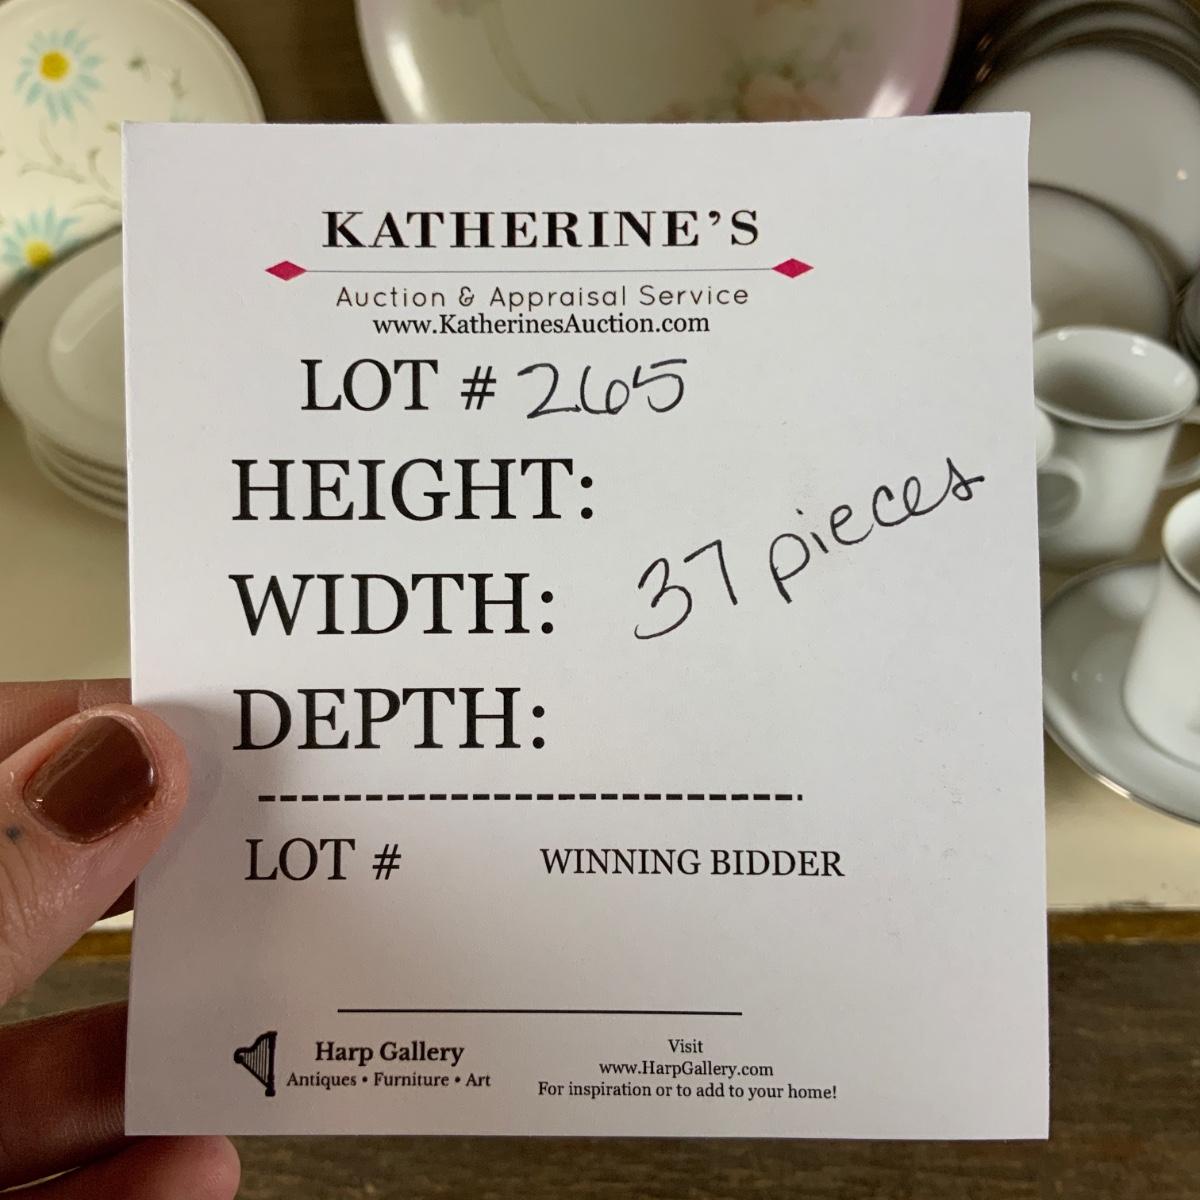 KATHERINE'S
Auction & Appraisal Service
www.KatherinesAuction.com
LOT # 265
HEIGHT:
WIDTH:
37 pieces
DEPTH:
LOT #
WINNING BIDDER
Harp Gallery
Antiques • Furniture • Art
Visit
www.HarpGallery.com
For inspiration or to add to your home!